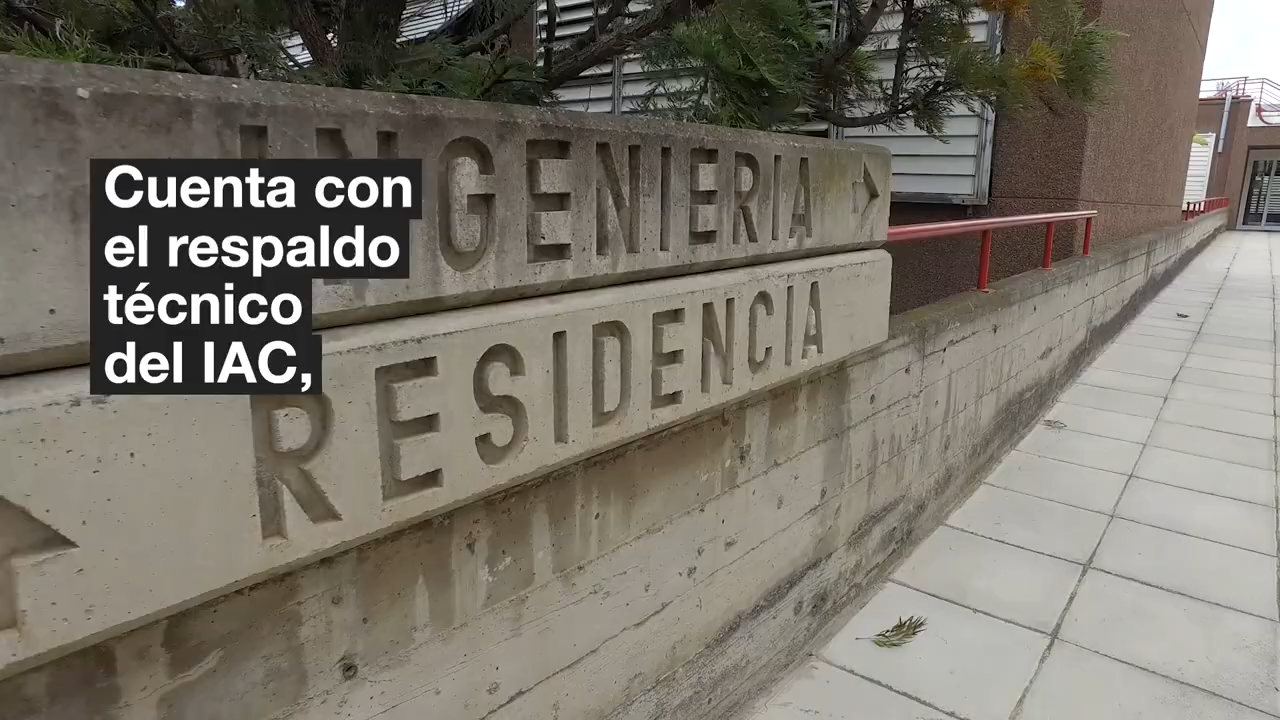 INGENIERIA
RESIDENCIA
Cuenta con
el respaldo
técnico
del IAC,